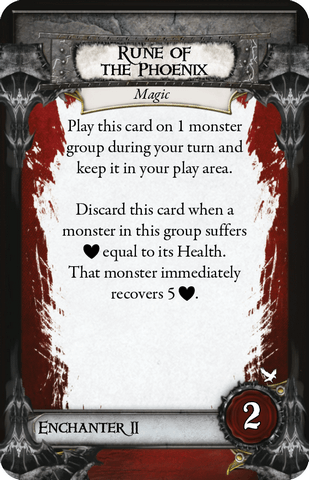 Rune of
the Phoenix
Magic
Play this card on 1 monster
group during your turn and
keep it in your play area.
Discard this card when a
monster in this group suffers
equal to its Health.
That monster immediately
recovers 5 .
2
Enchanter II